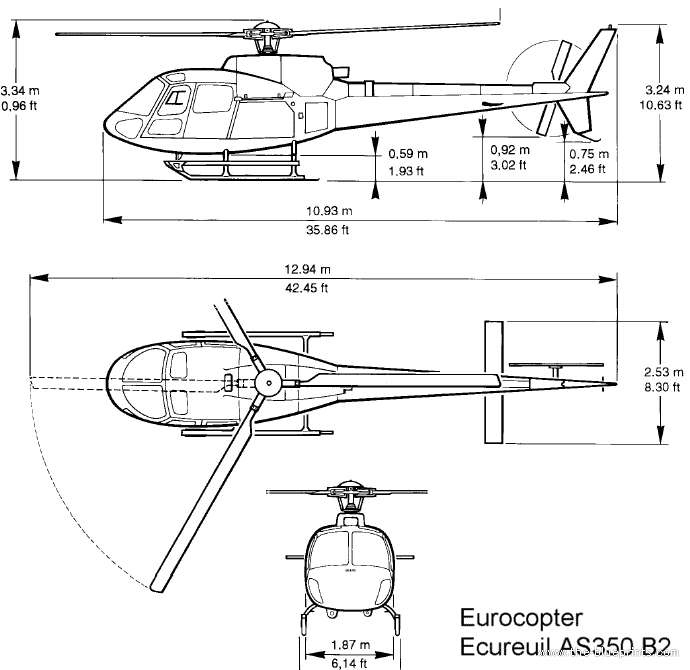 3,34 m
0,96 ft
3.24 m
10.63 ft
0,59 m
1.93 ft
0,92 m
3.02 ft
0.75 m
2.46 ft
10.93 m
35.86 ft
12.94 m
42.45 ft
2.53 m
8.30 ft
1.87 m
6,14 ft
Eurocopter
Ecureuil AS350 B2